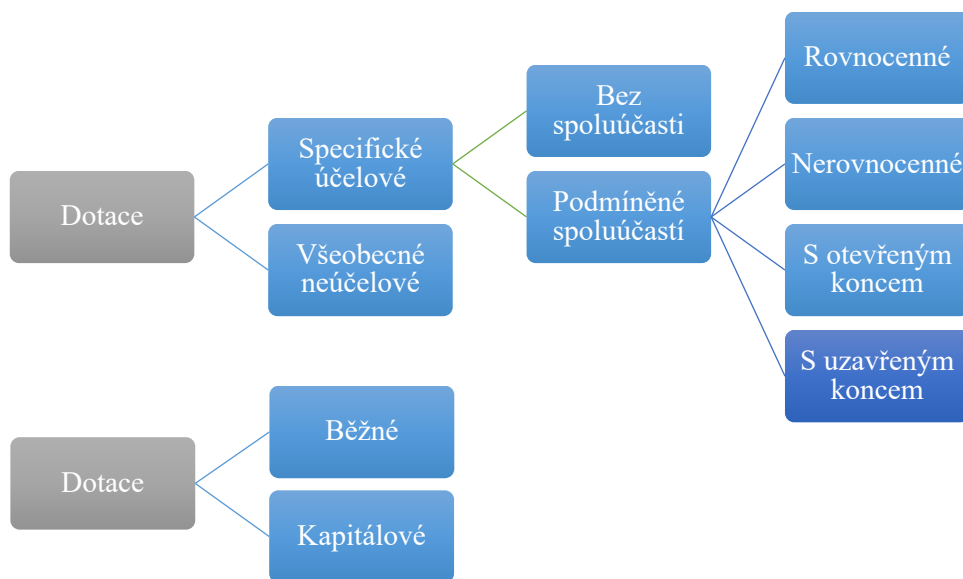 Dotace
Specifické
účelové
Všeobecné
neúčelové
Bez
spoluúčasti
Podmíněné
spoluúčastí
Rovnocenné
Nerovnocenné
S otevřeným
koncem
S uzavřeným
koncem
Dotace
Běžné
Kapitálové